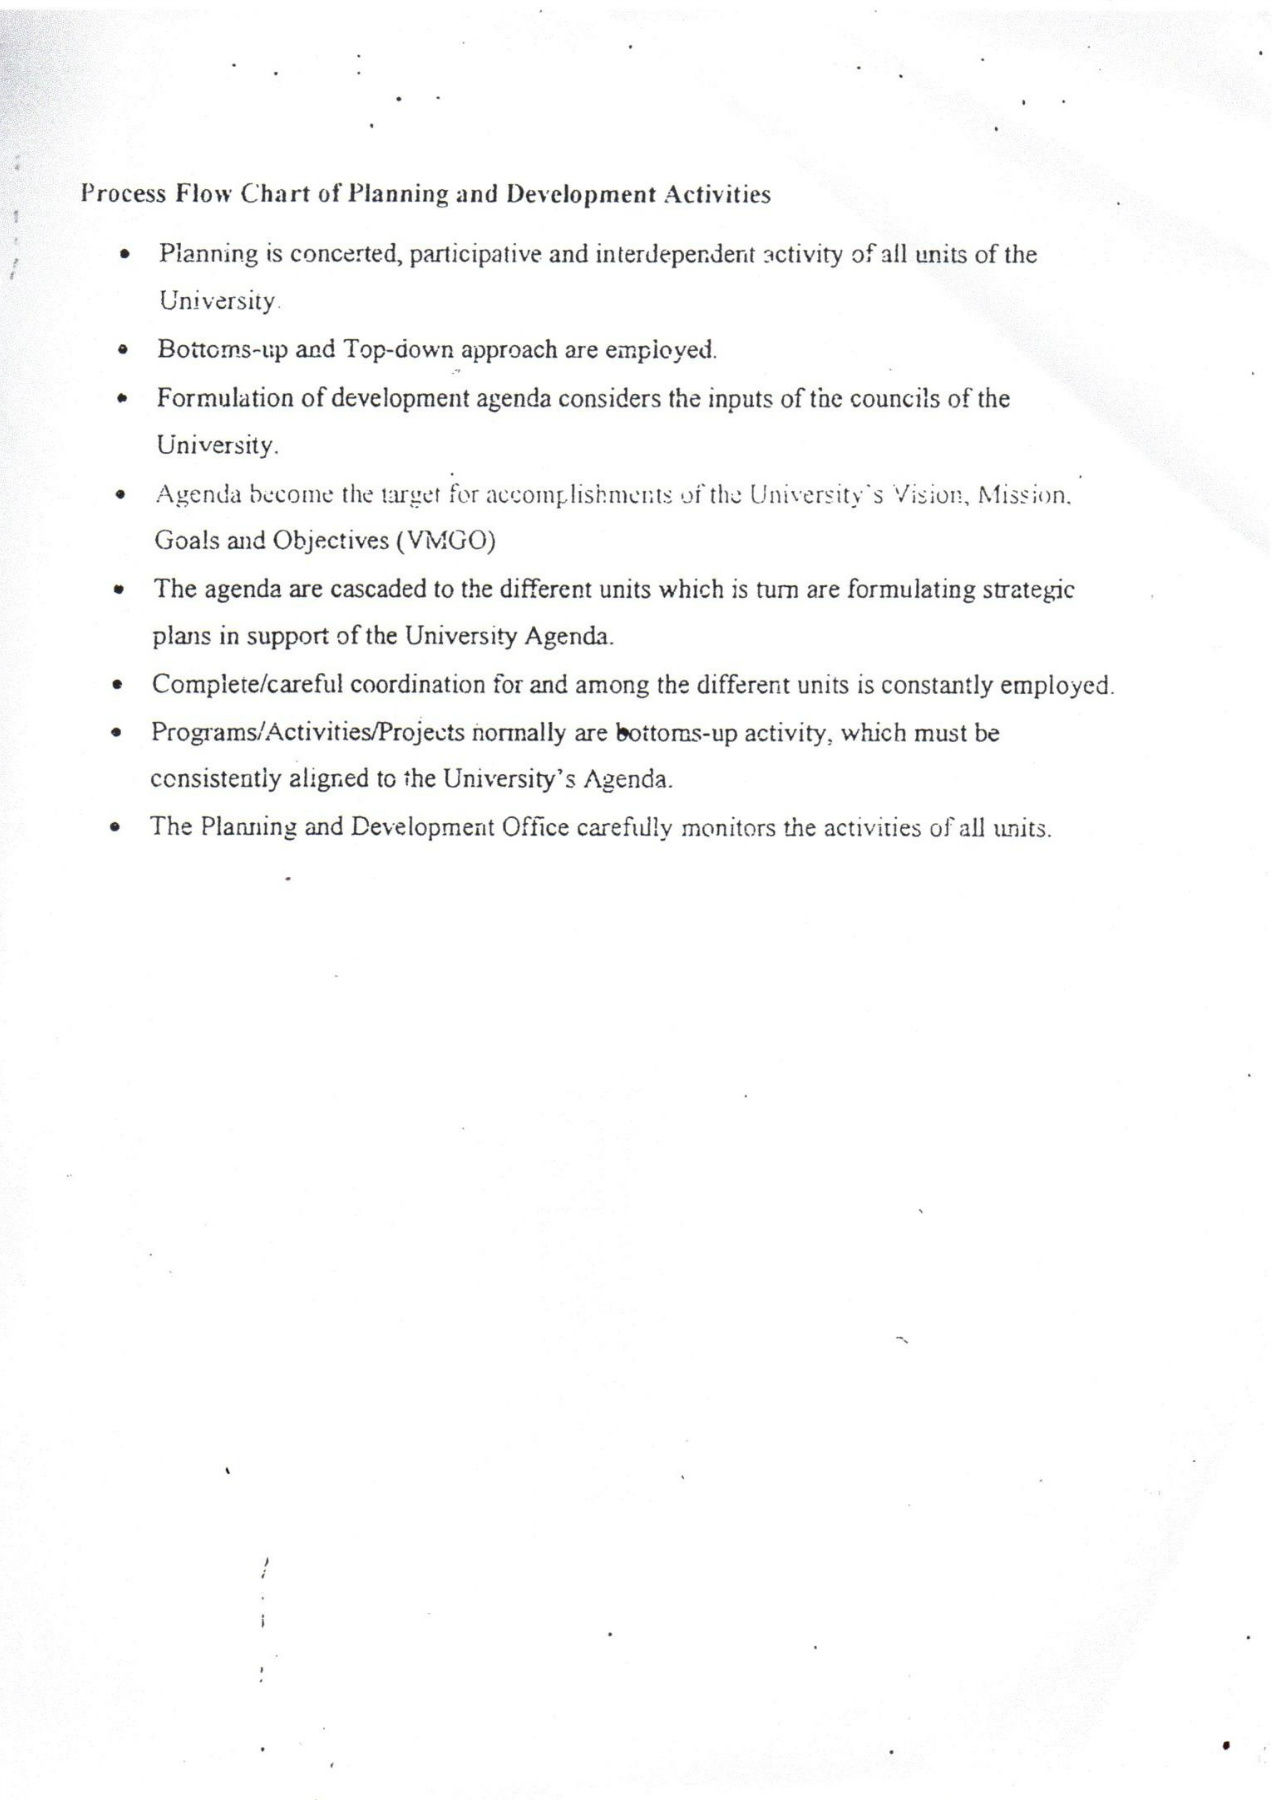 Process Flow Chart of Planning and Development Activities
• Planning is concerted, participative and interdependent activity of all units of the
University.
• Bottoms-up and Top-down approach are employed.
• Formulation of development agenda considers the inputs of the councils of the
University.
• Agenda become the target for accomplishments of the University's Vision, Mission,
Goals and Objectives (VMGO)
• The agenda are cascaded to the different units which is turn are formulating strategic
plans in support of the University Agenda.
• Complete/careful coordination for and among the different units is constantly employed.
• Programs/Activities/Projects normally are bottoms-up activity, which must be
consistently aligned to the University's Agenda.
• The Planning and Development Office carefully monitors the activities of all units.